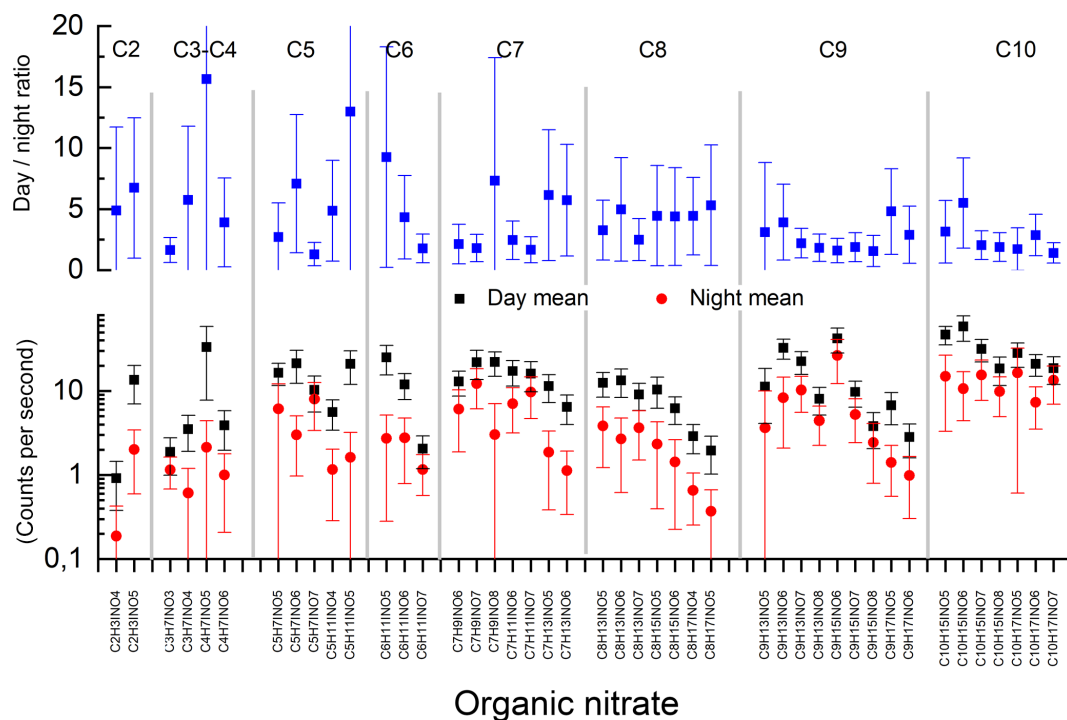 20
15
10
5
0
Day / night ratio
C2
C3-C4
C5
C6
C7
C8
C9
C10
Day mean
Night mean
10
1
0,1
(Counts per second)
C2H3INO4
C2H3INO5
C3H7INO3
C3H7INO4
C4H7INO5
C4H7INO6
C5H7INO5
C5H7INO6
C5H7INO7
C5H11INO4
C5H11INO5
C6H11INO5
C6H11INO6
C6H11INO7
C7H9INO6
C7H9INO7
C7H9INO8
C7H11INO6
C7H11INO7
C7H13INO5
C7H13INO6
C8H13INO5
C8H13INO6
C8H13INO7
C8H15INO5
C8H15INO6
C8H17INO4
C8H17INO5
C9H13INO5
C9H13INO6
C9H13INO7
C9H13INO8
C9H15INO6
C9H15INO7
C9H15INO8
C9H17INO5
C9H17INO6
C10H15INO5
C10H15INO6
C10H15INO7
C10H15INO8
C10H17INO5
C10H17INO6
C10H17INO7
Organic nitrate